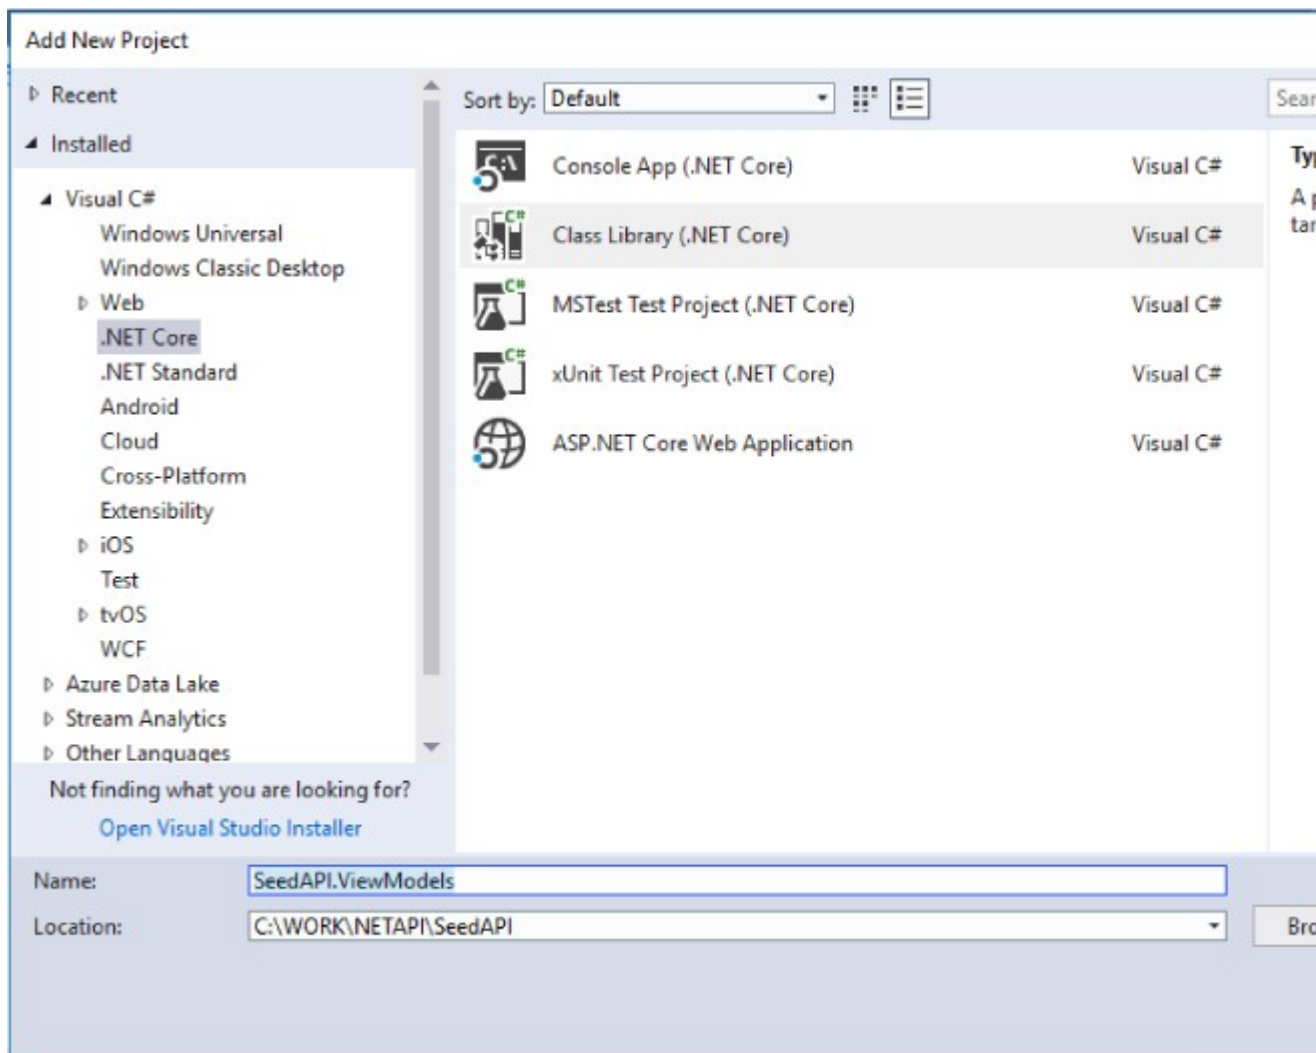 Add New Project
Recent
Installed
Visual C#
Windows Universal
Windows Classic Desktop
Web
.NET Core
.NET Standard
Android
Cloud
Cross-Platform
Extensibility
iOS
Test
tvOS
WCF
Azure Data Lake
Stream Analytics
Other Languages
Not finding what you are looking for?
Open Visual Studio Installer
Sort by: Default
C:\
Console App (.NET Core) Visual C#
C#
Class Library (.NET Core) Visual C#
C#
MSTest Test Project (.NET Core) Visual C#
C#
xUnit Test Project (.NET Core) Visual C#
ASP.NET Core Web Application Visual C#
Sear
Ty
A p
tar
Name: SeedAPI.ViewModels
Location: C:\WORK\NETAPI\SeedAPI
Bro